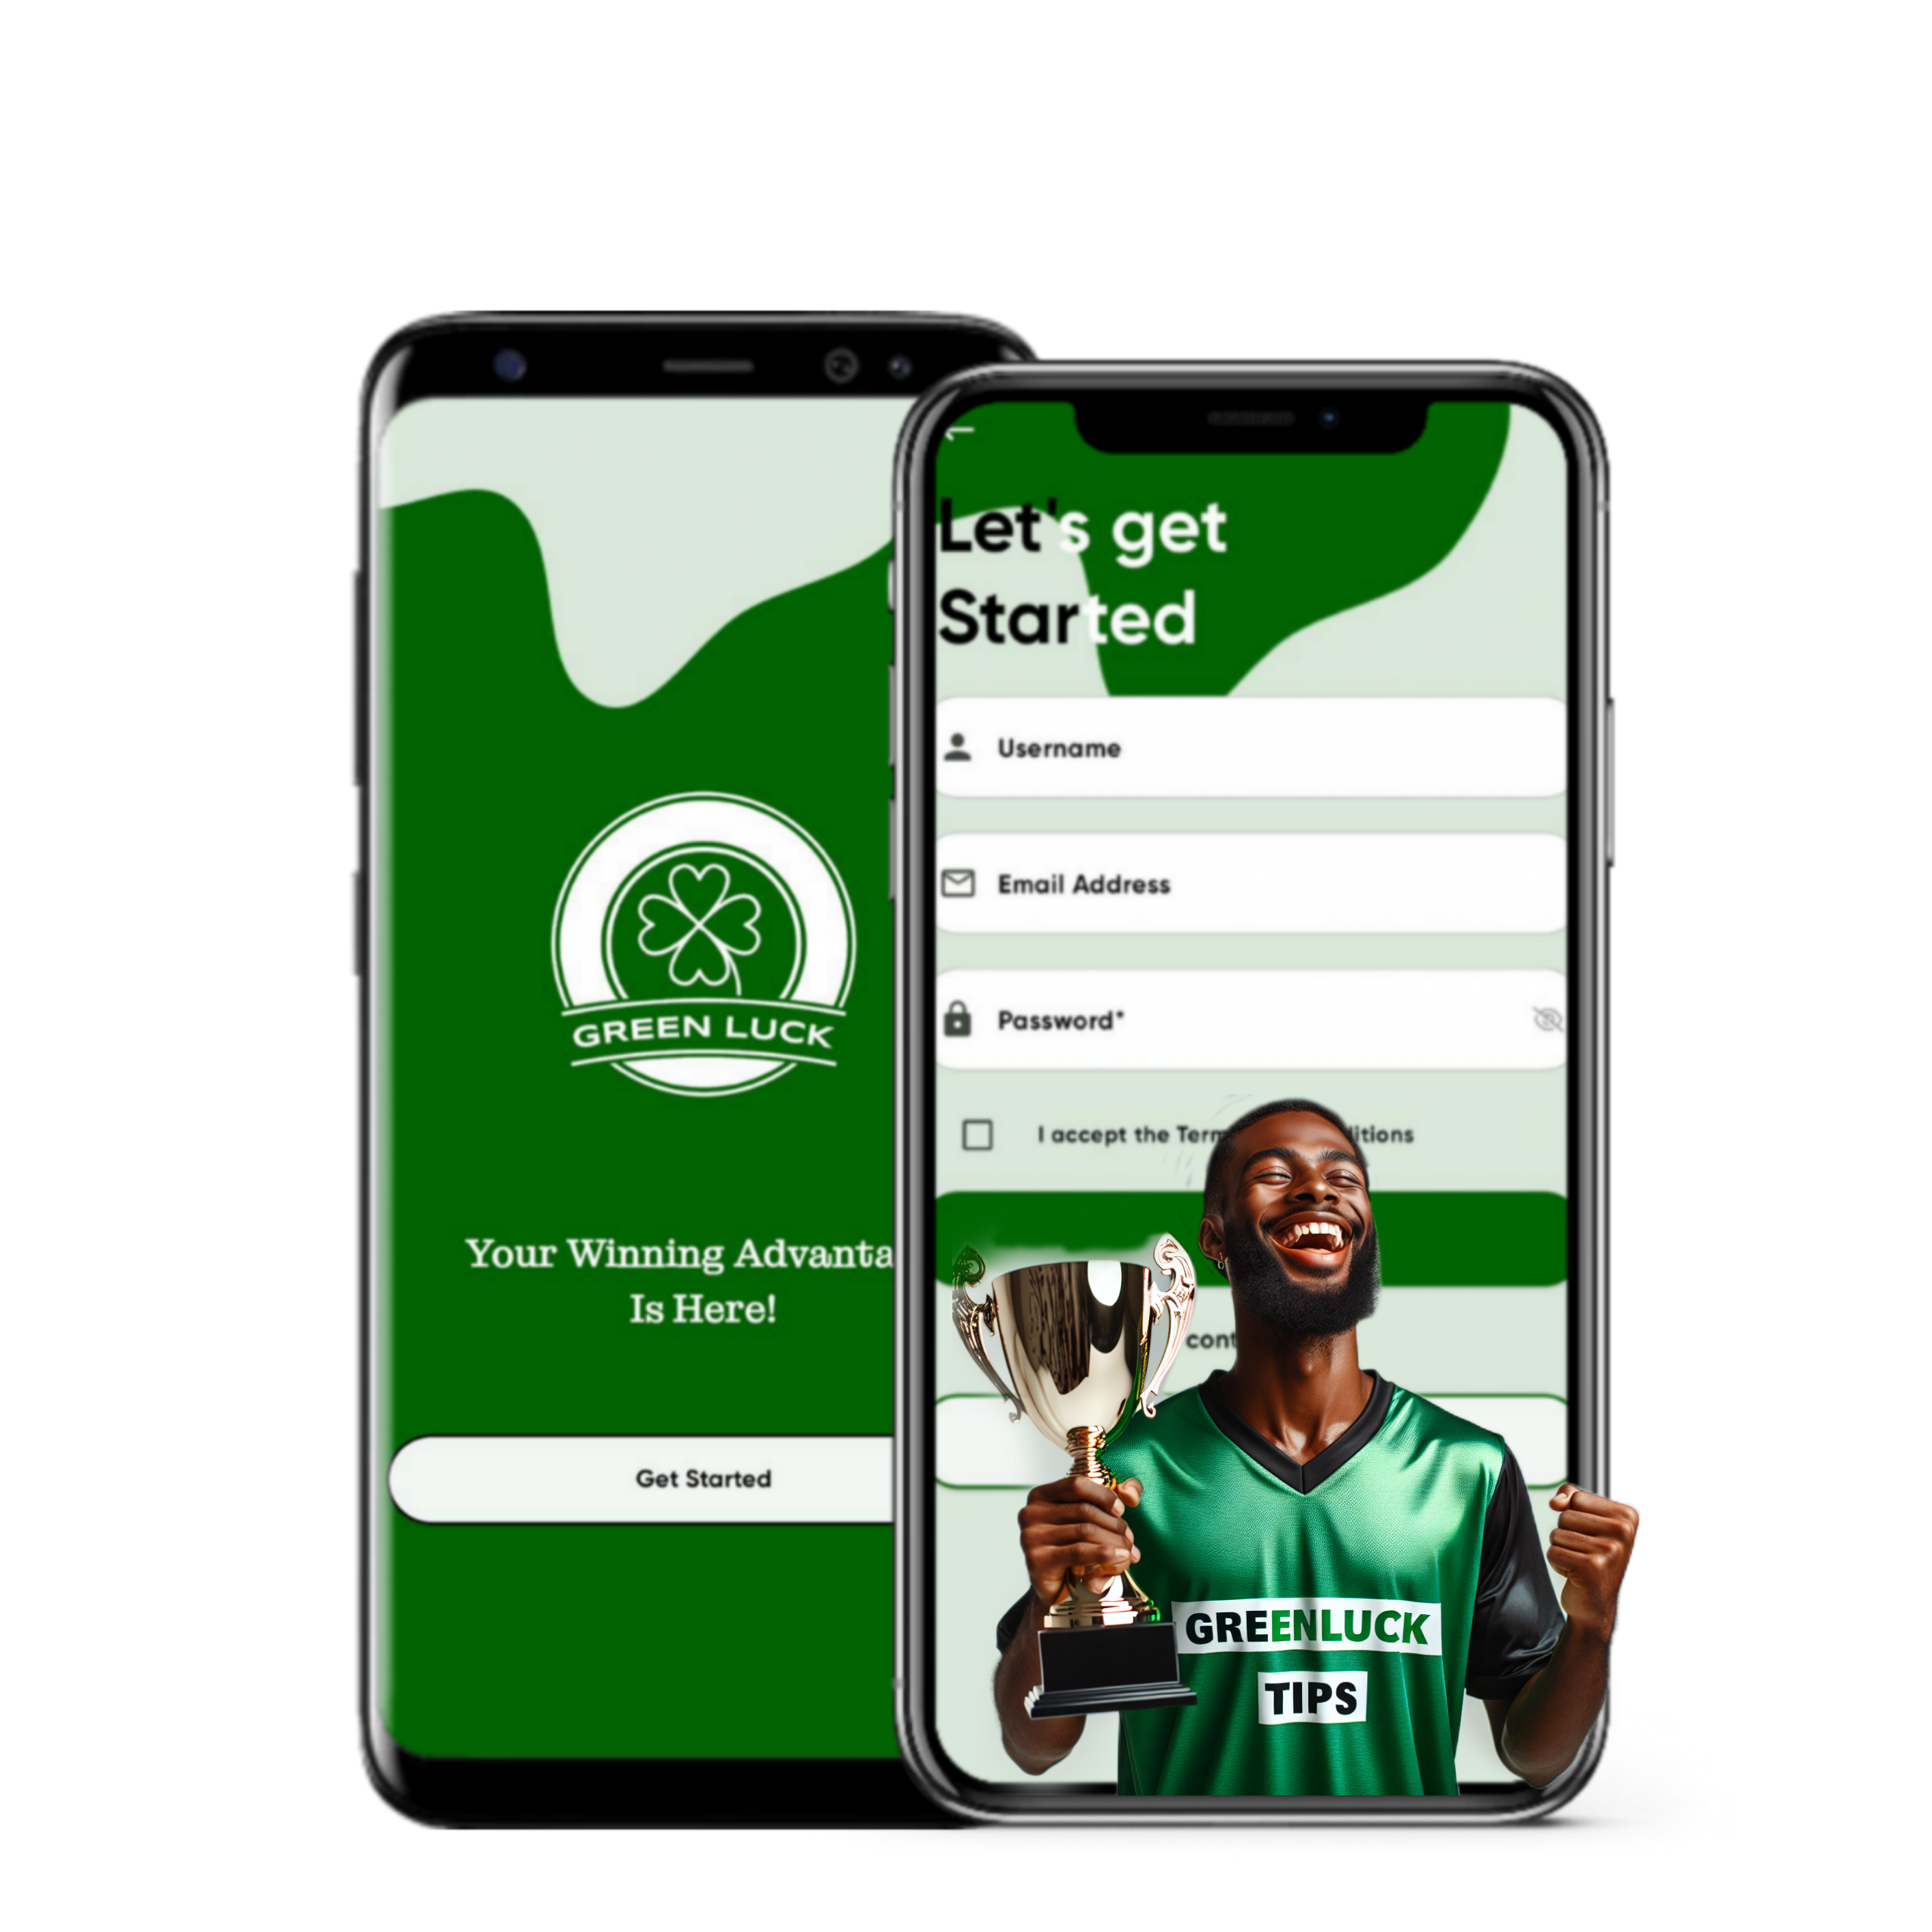 GREEN LUCK
Your Winning Advanta
Is Here!
Get Started
Let's get
Started
Username
Email Address
Password*
I accept the Term itions
cont
GREENLUCK
TIPS